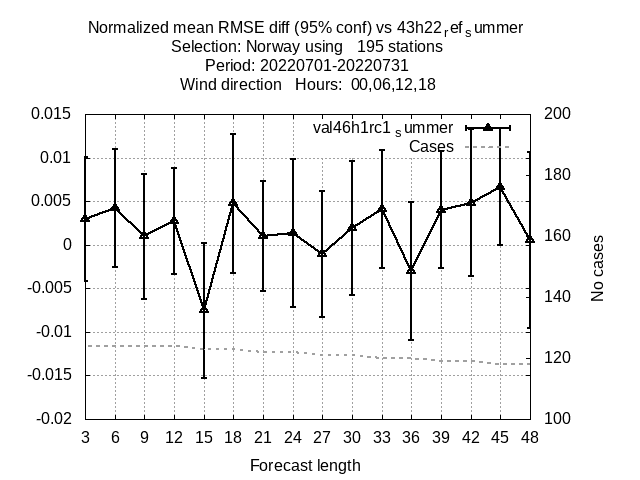 Normalized mean RMSE diff (95% conf) vs 43h22refsummer
Selection: Norway using 195 stations
Period: 20220701-20220731
Wind direction Hours: 00,06,12,18
val46h1rc1summer
Cases
0.015
0.01
0.005
0
-0.005
-0.01
-0.015
-0.02
200
180
160
140
120
100
No cases
3 6 9 12 15 18 21 24 27 30 33 36 39 42 45 48
Forecast length